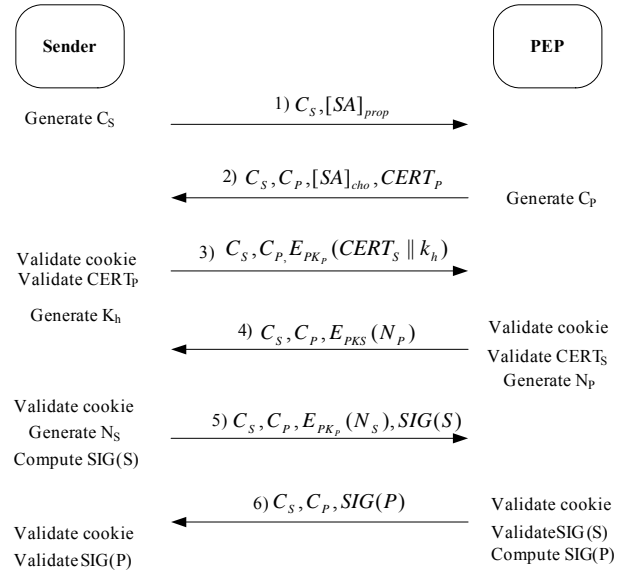 Sender
PEP
Generate C_S
1) C_S, [SA]_prop
2) C_S, C_P, [SA]_cho, CERT_P
Generate C_P
Validate cookie
Validate CERT_P
3) C_S, C_P, E_PK_P (CERT_S || k_h)
Generate K_h
4) C_S, C_P, E_PKS (N_P)
Validate cookie
Validate CERT_S
Generate N_P
Validate cookie
Generate N_S
Compute SIG(S)
5) C_S, C_P, E_PK_P (N_S), SIG(S)
6) C_S, C_P, SIG(P)
Validate cookie
ValidateSIG(S)
Compute SIG(P)
Validate cookie
ValidateSIG(P)